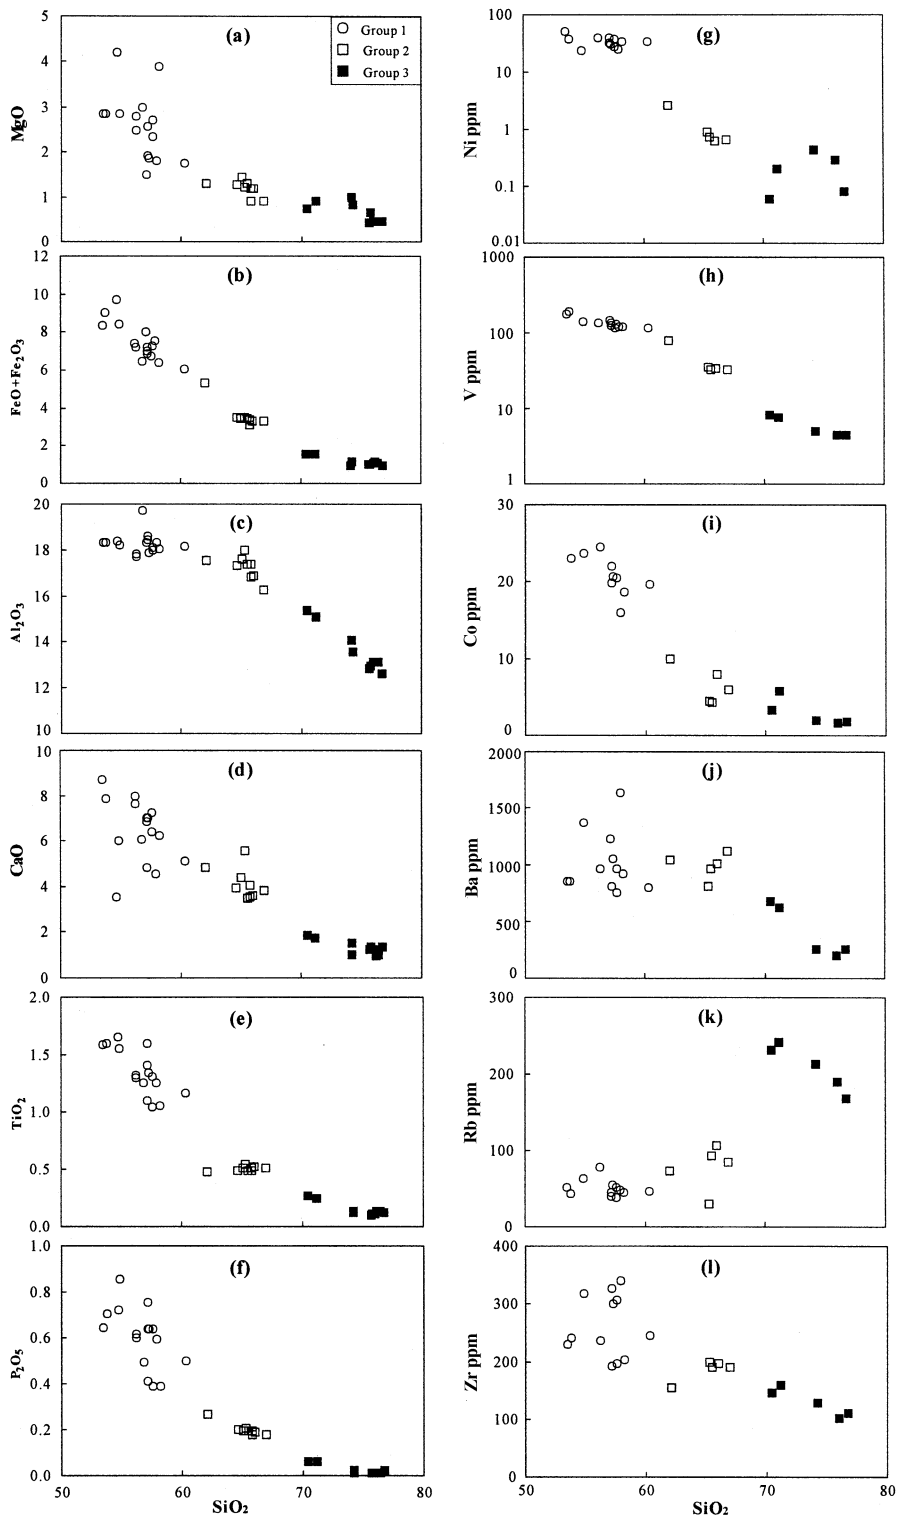 (a)
5
4
3
2
1
0
MgO
Group 1
Group 2
Group 3
(b)
12
10
8
6
4
2
0
FeO+Fe2O3
(c)
20
18
16
14
12
10
Al2O3
(d)
10
8
6
4
2
0
CaO
(e)
2.0
1.5
1.0
0.5
0.0
TiO2
(f)
1.0
0.8
0.6
0.4
0.2
0.0
P2O5
50 60 70 80
SiO2
(g)
100
10
1
0.1
0.01
Ni ppm
(h)
1000
100
10
1
V ppm
(i)
30
20
10
0
Co ppm
(j)
2000
1500
1000
500
0
Ba ppm
(k)
300
200
100
0
Rb ppm
(l)
400
300
200
100
0
Zr ppm
50 60 70 80
SiO2